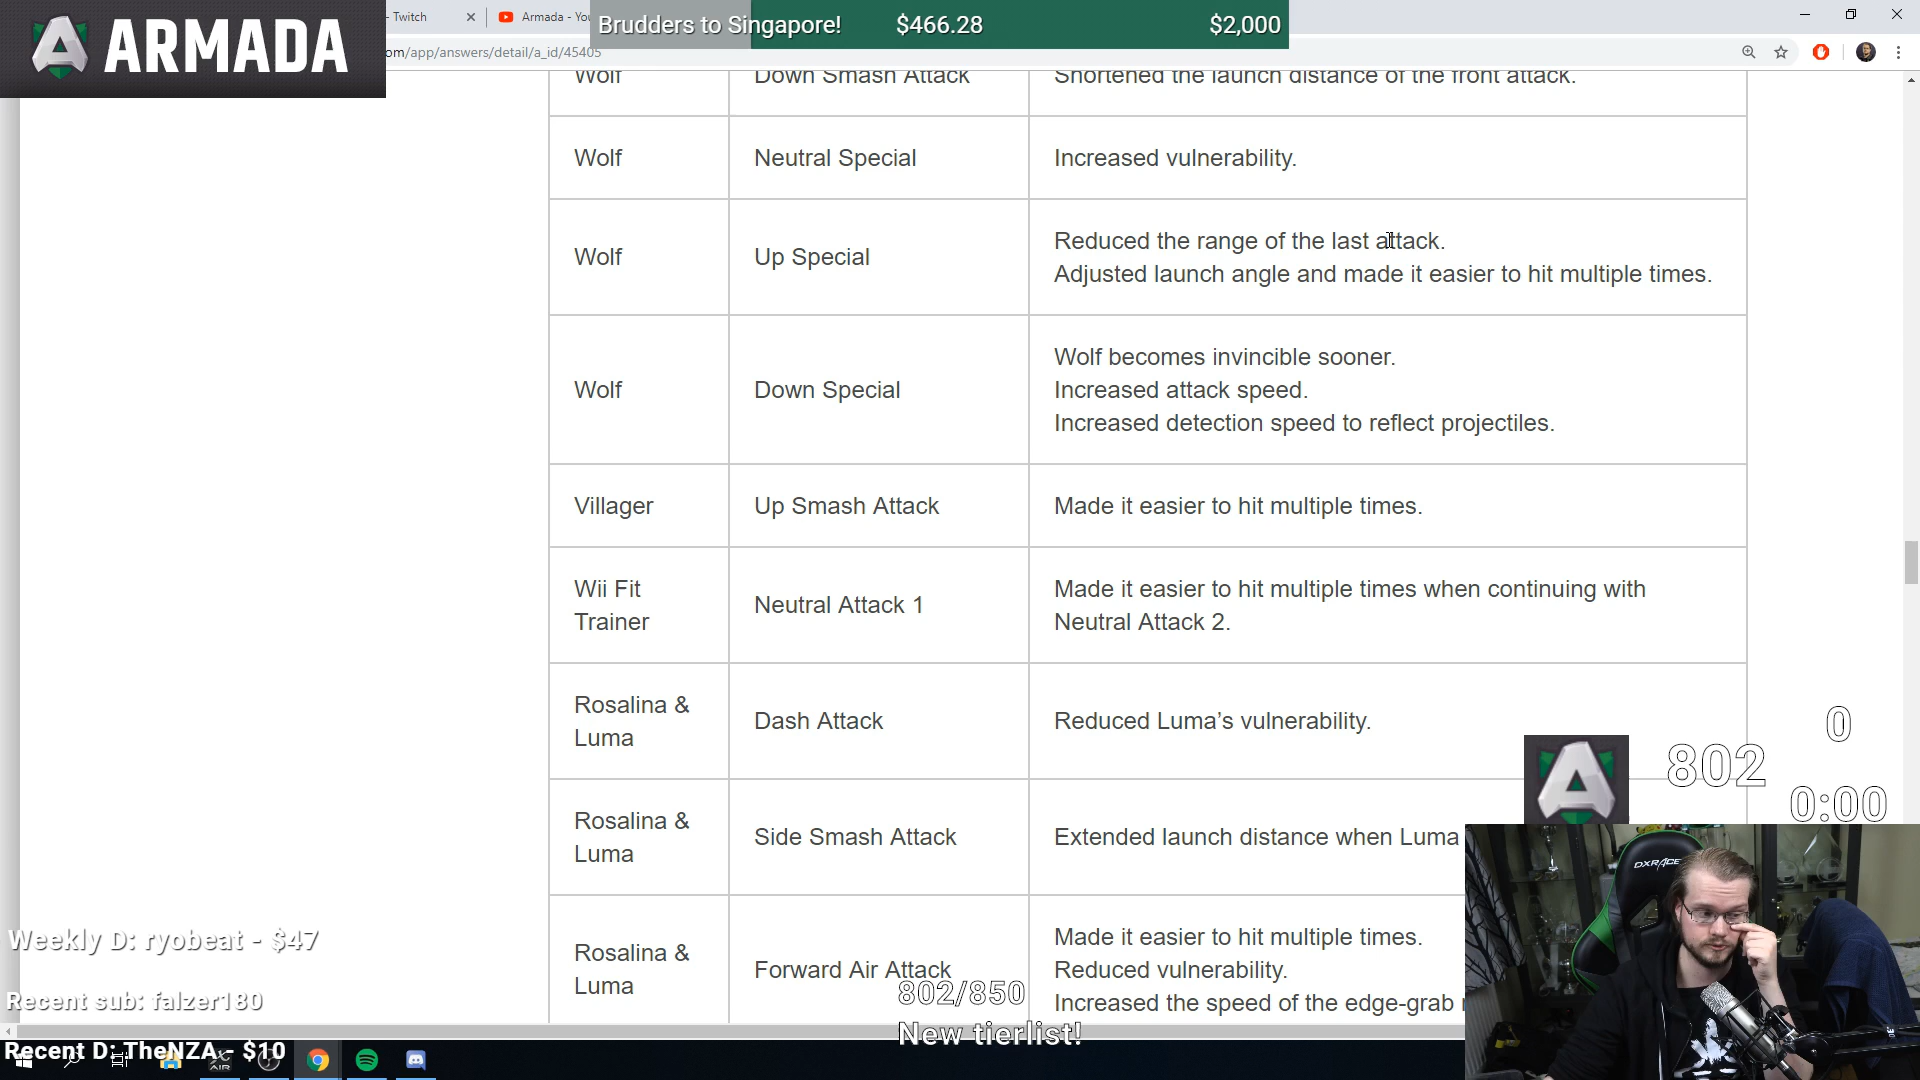 ARMADA
- Twitch
Armada - You
Brudders to Singapore! $466.28 $2,000
om/app/answers/detail/a_id/45405
Wolf Down Smash Attack Shortened the launch distance of the front attack.
Wolf Neutral Special Increased vulnerability.
Wolf Up Special Reduced the range of the last attack.
Adjusted launch angle and made it easier to hit multiple times.
Wolf Down Special Wolf becomes invincible sooner.
Increased attack speed.
Increased detection speed to reflect projectiles.
Villager Up Smash Attack Made it easier to hit multiple times.
Wii Fit
Trainer
Neutral Attack 1
Made it easier to hit multiple times when continuing with
Neutral Attack 2.
Rosalina &
Luma
Dash Attack
Reduced Luma’s vulnerability.
Rosalina &
Luma
Side Smash Attack
Extended launch distance when Luma
Rosalina &
Luma
Forward Air Attack
Made it easier to hit multiple times.
Reduced vulnerability.
Increased the speed of the edge-grab
0
802
0:00
DXRACER
Weekly D: ryobeat - $47
Recent sub: falzer180
Recent D: TheNZA - $10
802/850
New tierlist!
XC
AIR